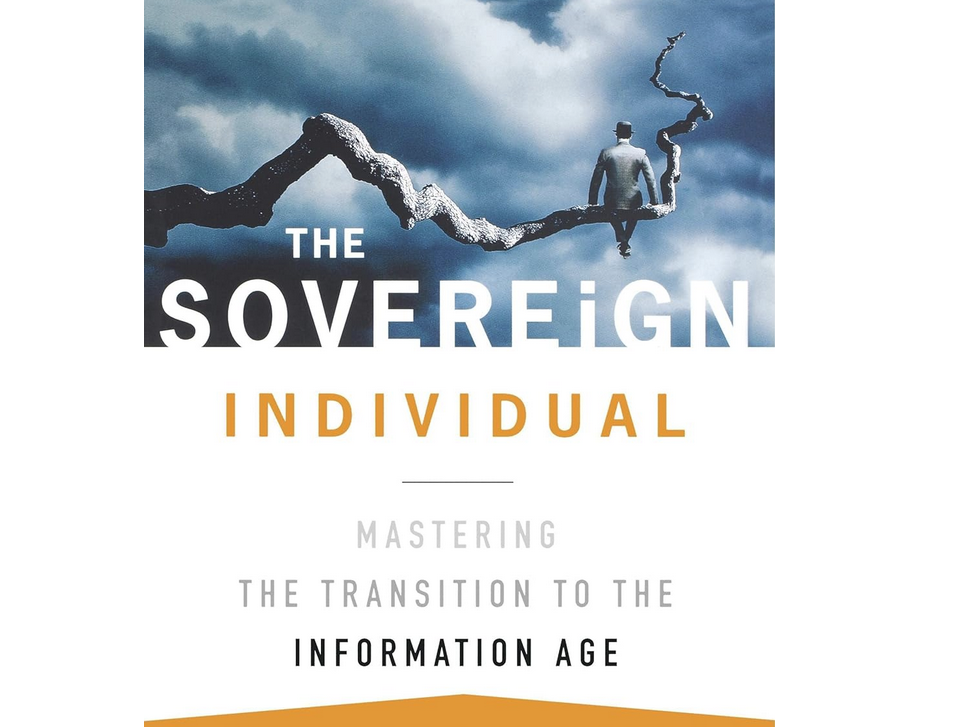 THE
SOVEREiGN
INDIVIDUAL
MASTERING
THE TRANSITION TO THE
INFORMATION AGE